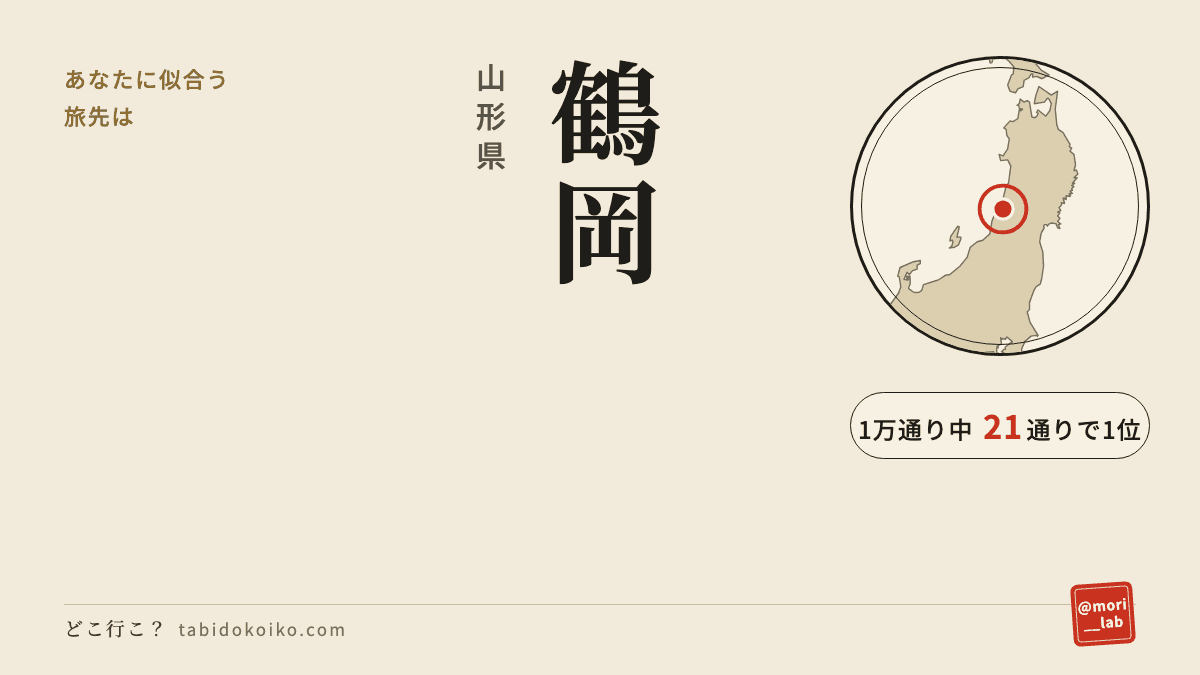 あなたに似合う
旅先は
鶴岡
山形県
1万通り中 21通りで1位
どこ行こ？ tabidokoiko.com
@mori
__lab